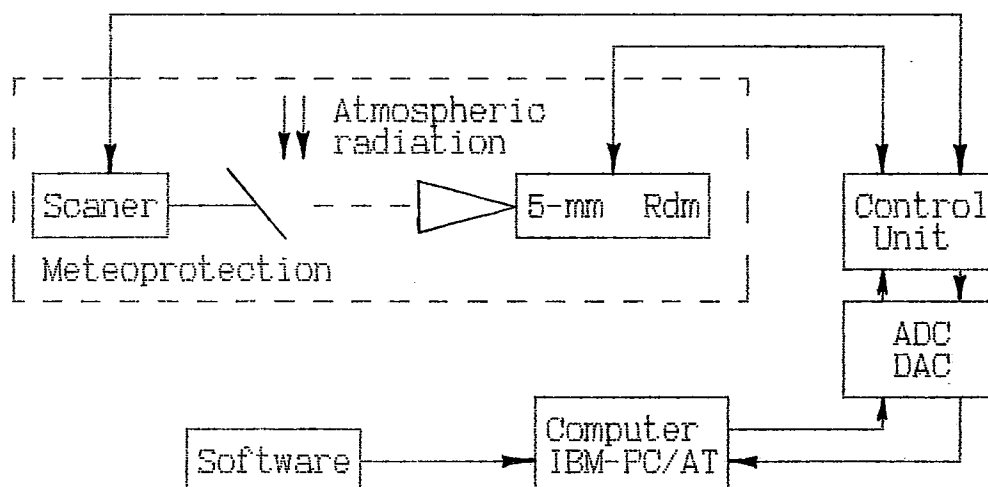 Atmospheric
radiation
Scaner
5-mm Rdm
Control
Unit
Meteoprotection
ADC
DAC
Computer
IBM-PC/AT
Software